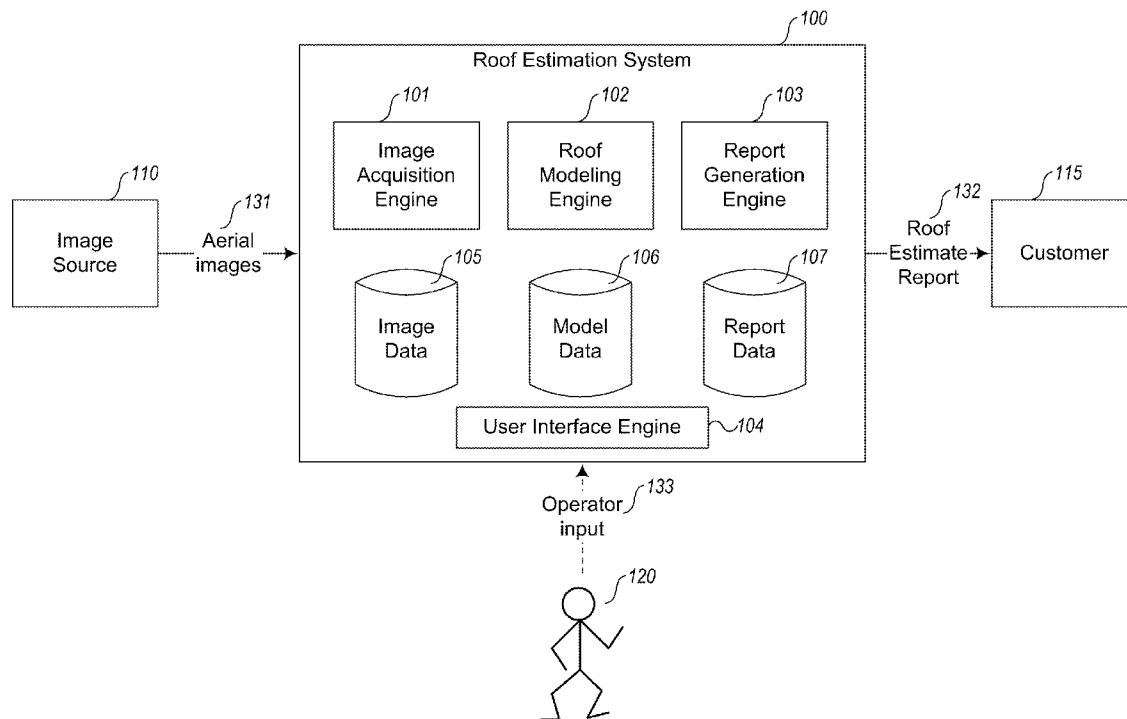 100
Roof Estimation System
101
102
103
Image
Acquisition
Engine
Roof
Modeling
Engine
Report
Generation
Engine
110
Image
Source
131
Aerial
images
132
Roof
Estimate
Report
115
Customer
105
Image
Data
106
Model
Data
107
Report
Data
User Interface Engine
104
Operator
input
133
120